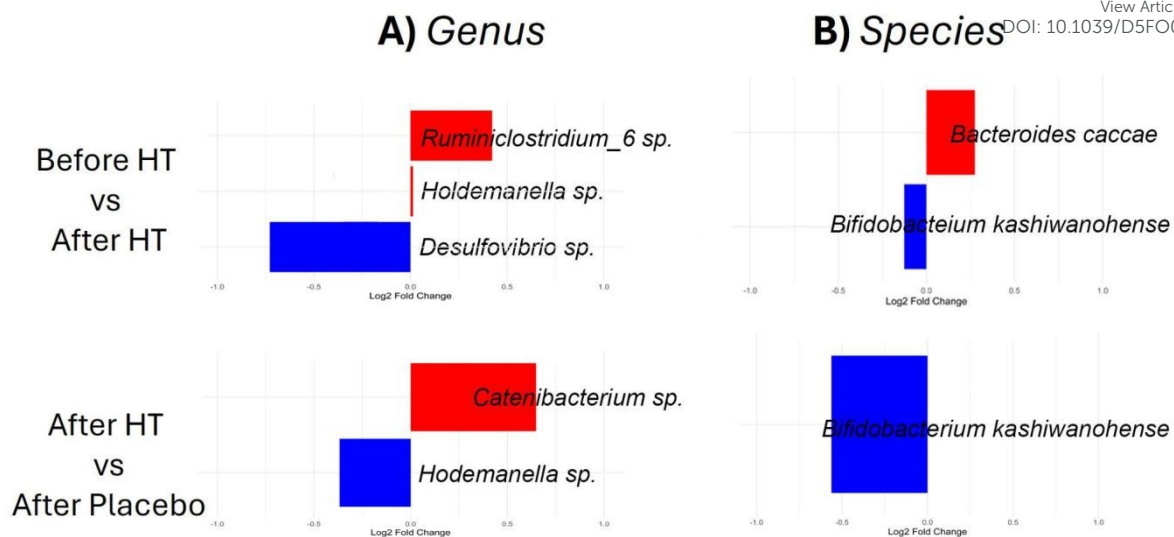 View Artic
DOI: 10.1039/D5FO0
A) Genus
B) Species
Before HT
vs
After HT
Ruminiclostridium_6 sp.
Holdemanella sp.
Desulfovibrio sp.
-1.0 -0.5 0.0 0.5 1.0
Log2 Fold Change
Bacteroides caccae
Bifidobacteium kashiwanohense
-1.0 -0.5 0.0 0.5 1.0
Log2 Fold Change
After HT
vs
After Placebo
Catenibacterium sp.
Hodemanella sp.
-1.0 -0.5 0.0 0.5 1.0
Log2 Fold Change
Bifidobacterium kashiwanohense
-1.0 -0.5 0.0 0.5 1.0
Log2 Fold Change